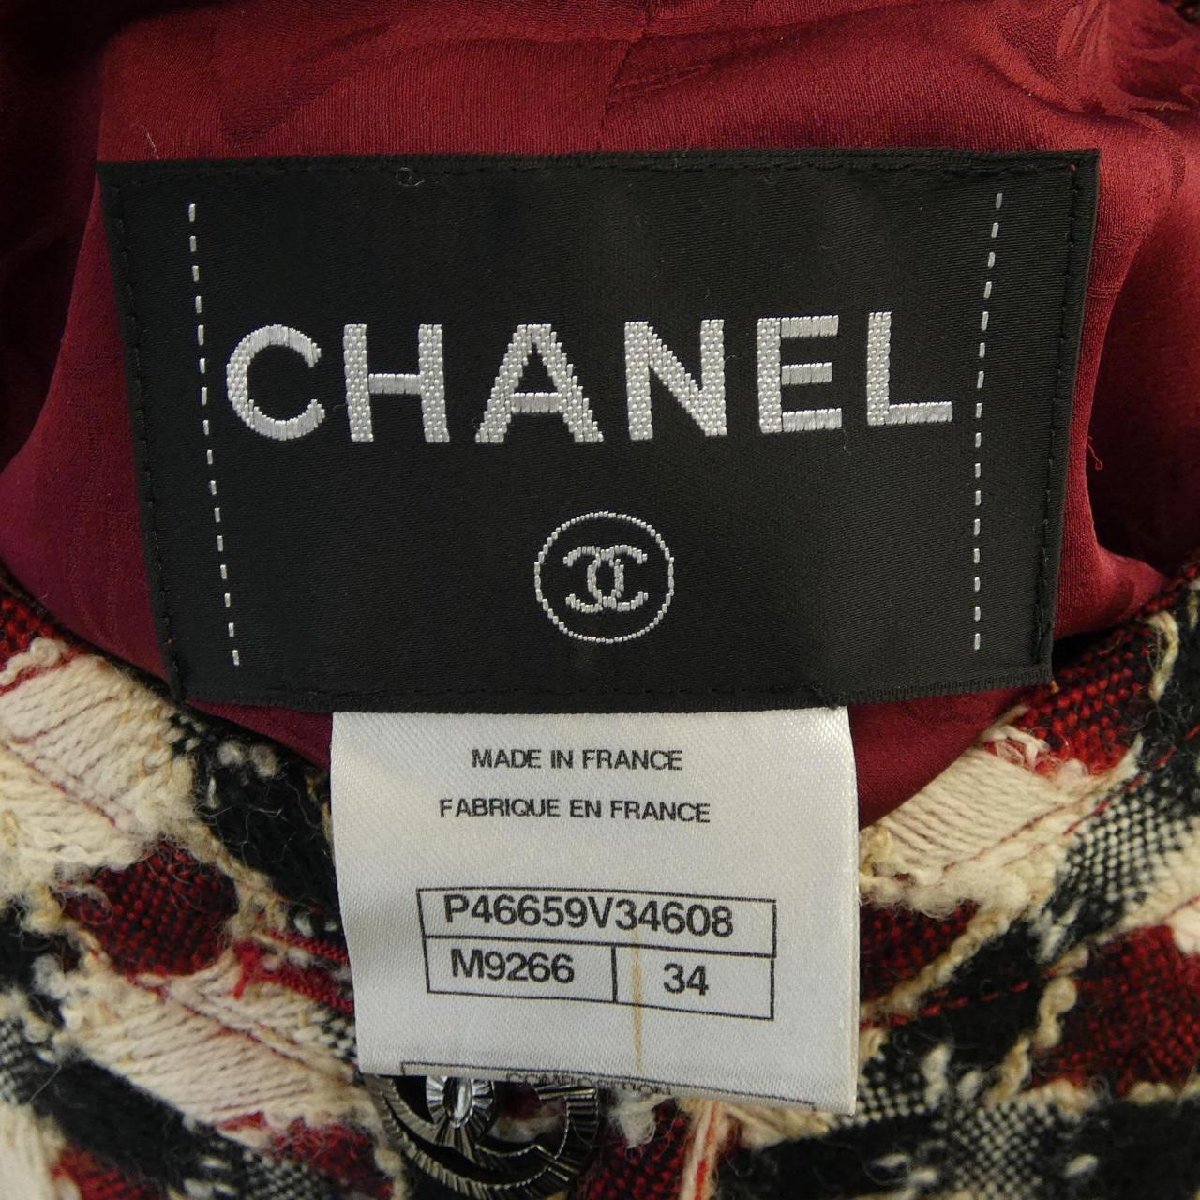 CHANEL
MADE IN FRANCE
FABRIQUE EN FRANCE
P46659V34608
M9266 34